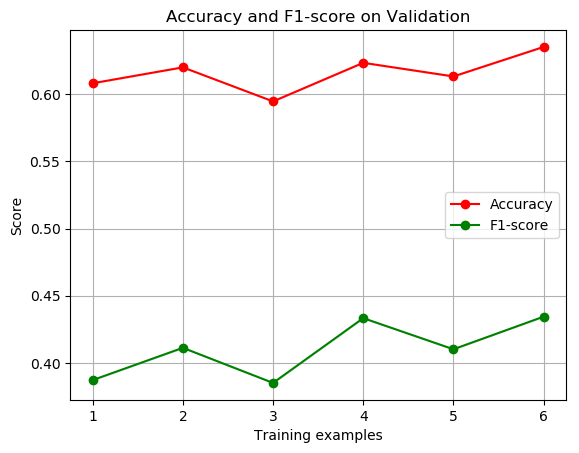 Accuracy and F1-score on Validation
0.60
0.55
0.50
0.45
0.40
Score
Accuracy
F1-score
1 2 3 4 5 6
Training examples